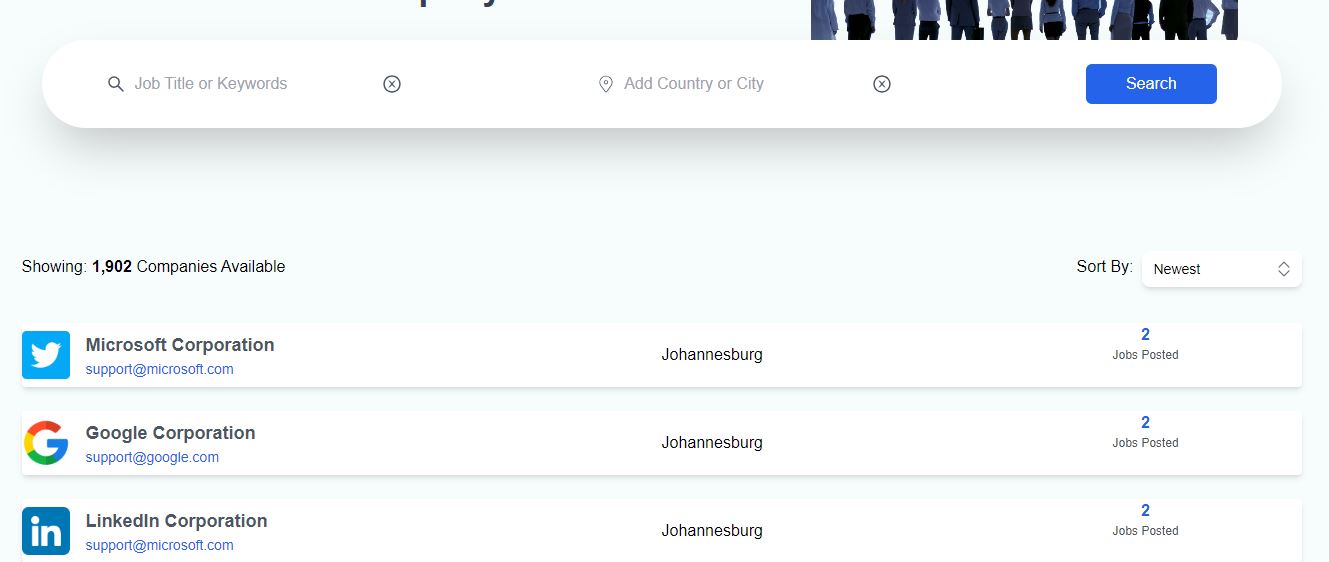 Job Title or Keywords Add Country or City Search
Showing: 1,902 Companies Available Sort By: Newest
Microsoft Corporation
support@microsoft.com
Johannesburg
2
Jobs Posted
Google Corporation
support@google.com
Johannesburg
2
Jobs Posted
in
LinkedIn Corporation
support@microsoft.com
Johannesburg
2
Jobs Posted